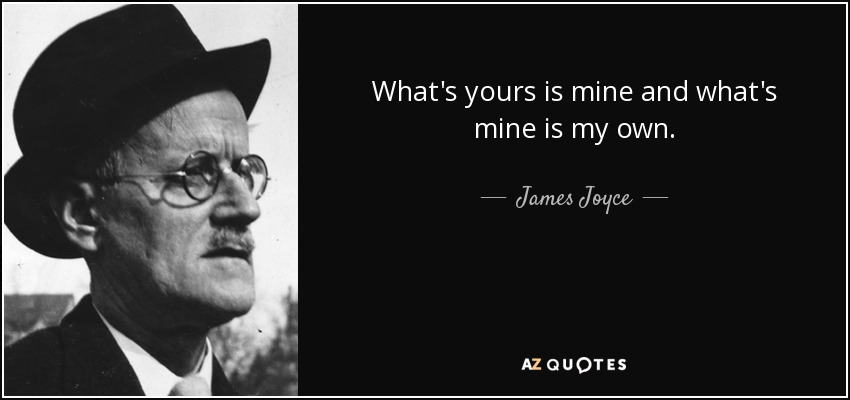 What's yours is mine and what's
mine is my own.
— James Joyce —
AZ QUOTES